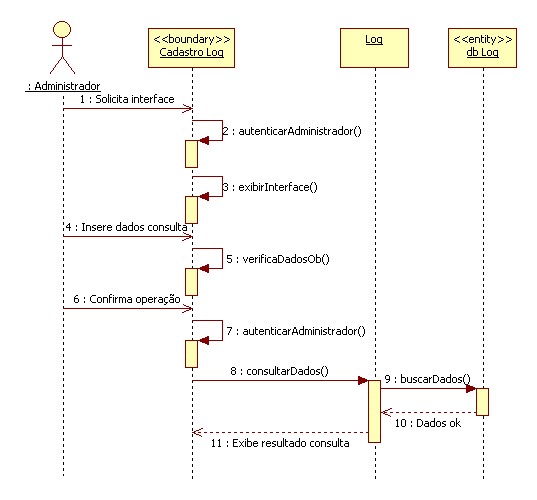 <<boundary>>
Cadastro Log
Log
<<entity>>
db Log
: Administrador
1 : Solicita interface
2 : autenticarAdministrador()
3 : exibirInterface()
4 : Insere dados consulta
5 : verificaDadosOb()
6 : Confirma operação
7 : autenticarAdministrador()
8 : consultarDados()
9 : buscarDados()
10 : Dados ok
11 : Exibe resultado consulta